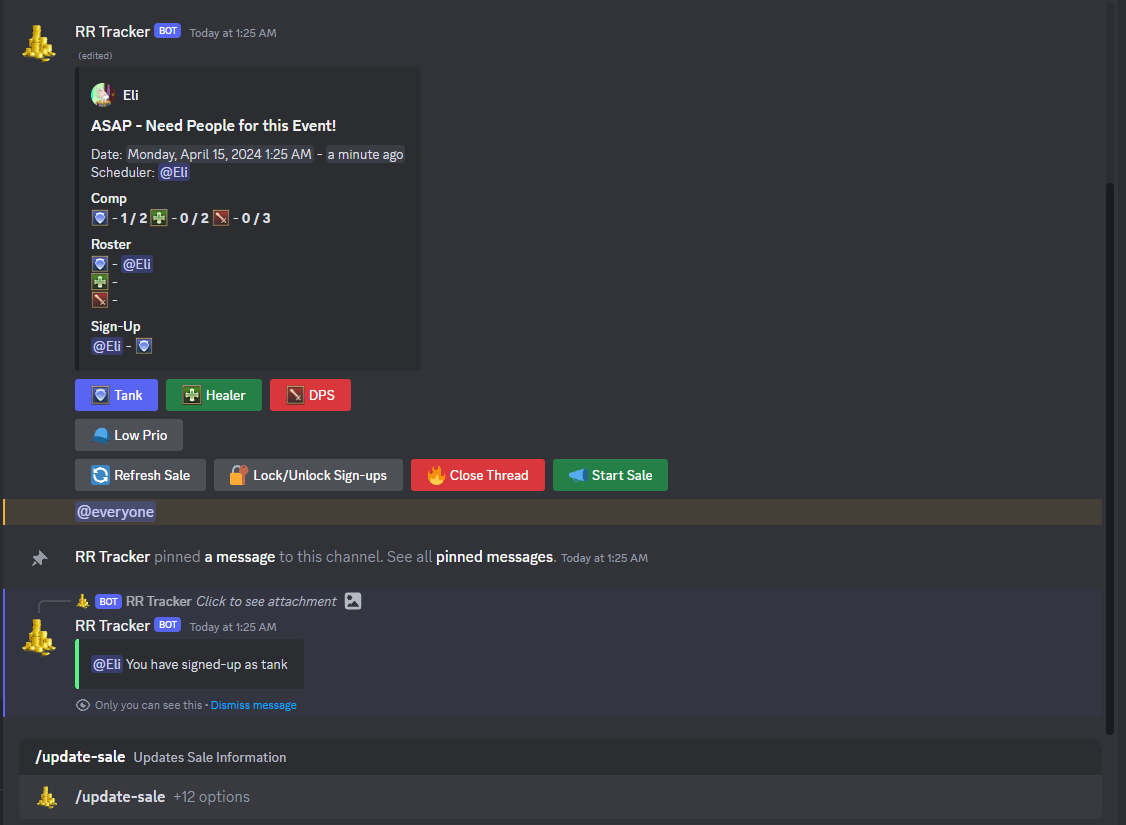 RR Tracker BOT Today at 1:25 AM
(edited)
Eli
ASAP - Need People for this Event!
Date: Monday, April 15, 2024 1:25 AM - a minute ago
Scheduler: @Eli
Comp
- 1 / 2 - 0 / 2 - 0 / 3
Roster
- @Eli
-
-
Sign-Up
@Eli -
Tank Healer DPS
Low Prio
Refresh Sale Lock/Unlock Sign-ups Close Thread Start Sale
@everyone
RR Tracker pinned a message to this channel. See all pinned messages. Today at 1:25 AM
BOT RR Tracker Click to see attachment
RR Tracker BOT Today at 1:25 AM
@Eli You have signed-up as tank
Only you can see this • Dismiss message
/update-sale Updates Sale Information
/update-sale +12 options